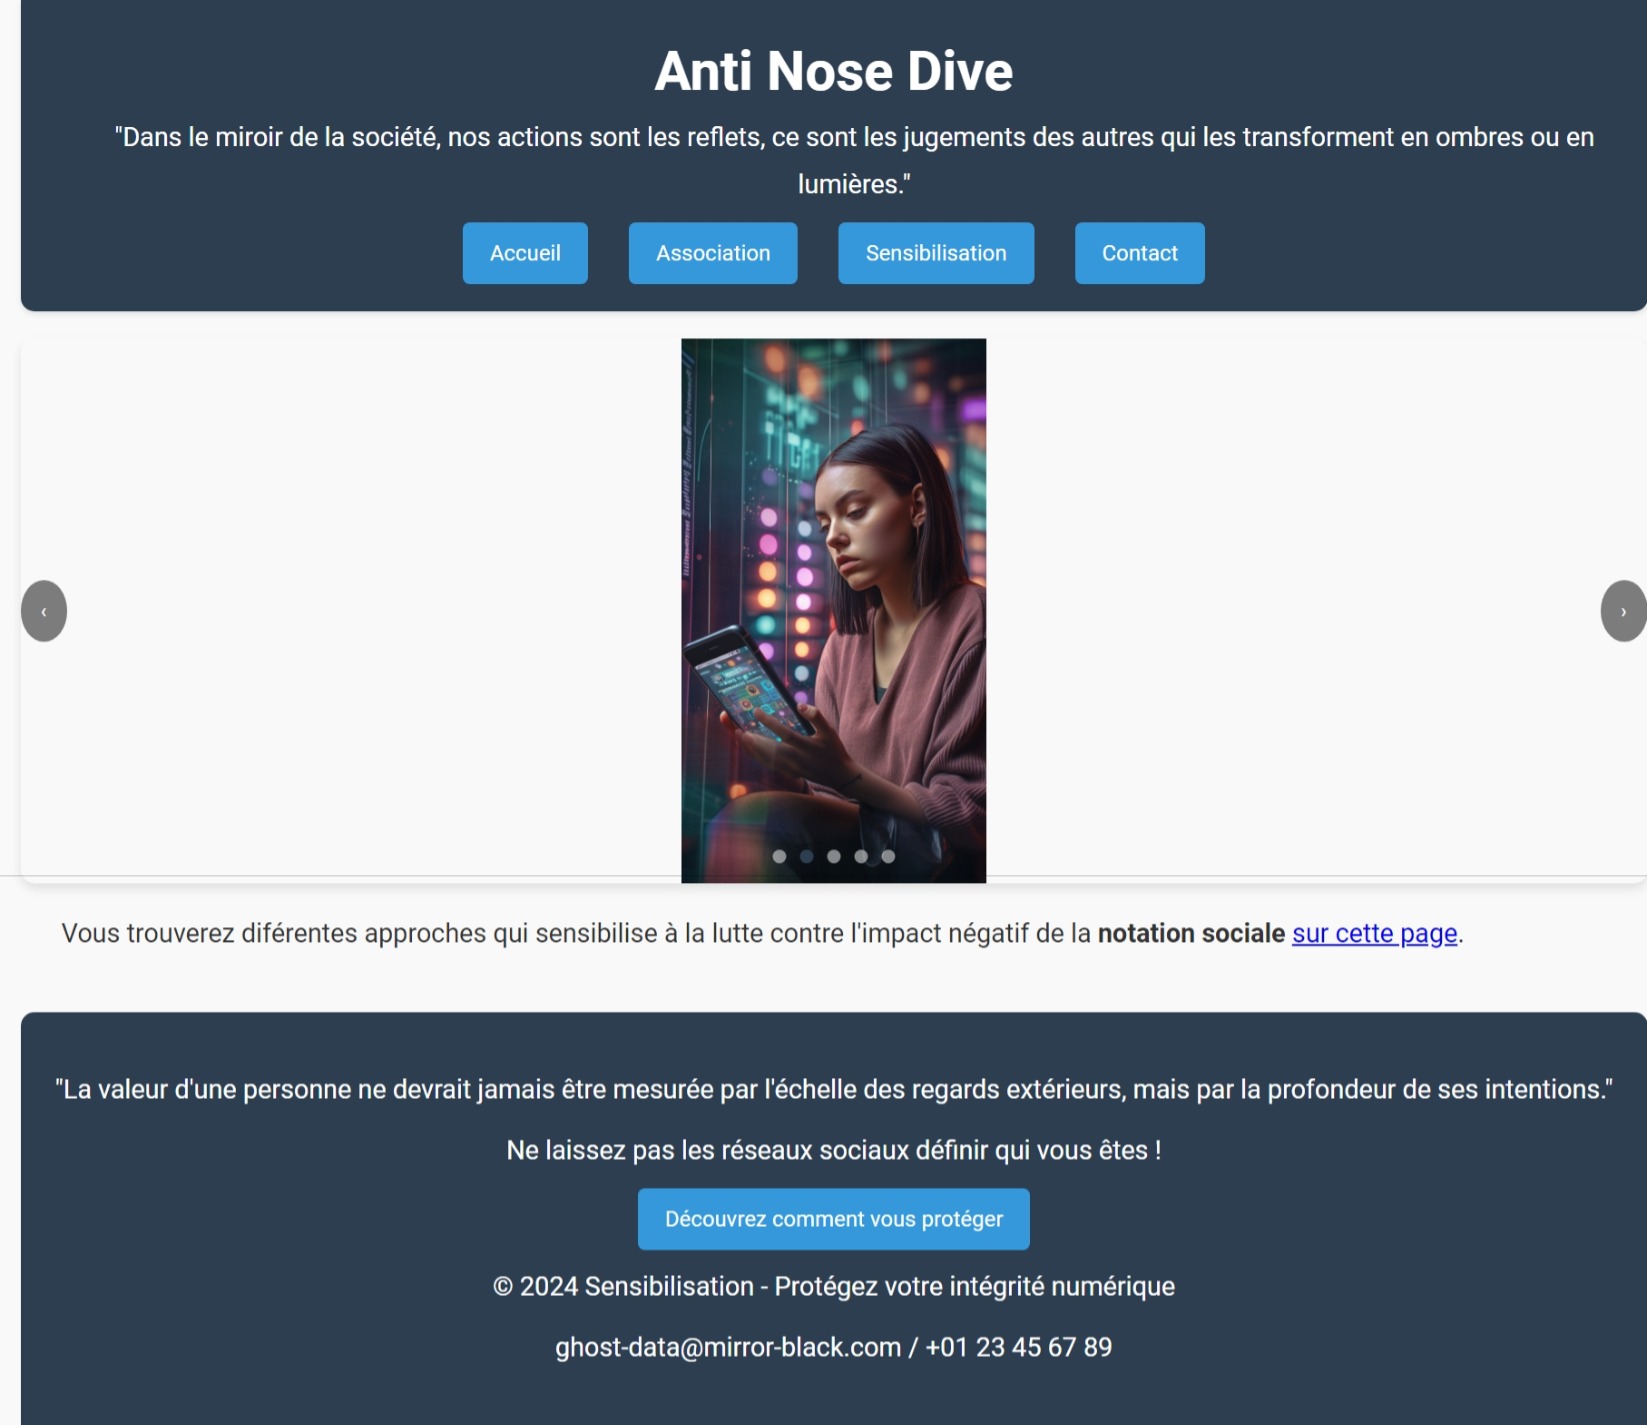 Anti Nose Dive
"Dans le miroir de la société, nos actions sont les reflets, ce sont les jugements des autres qui les transforment en ombres ou en
lumières."
Accueil Association Sensibilisation Contact
‹ ›
Vous trouverez diférentes approches qui sensibilise à la lutte contre l'impact négatif de la notation sociale sur cette page.
"La valeur d'une personne ne devrait jamais être mesurée par l'échelle des regards extérieurs, mais par la profondeur de ses intentions."
Ne laissez pas les réseaux sociaux définir qui vous êtes !
Découvrez comment vous protéger
© 2024 Sensibilisation - Protégez votre intégrité numérique
ghost-data@mirror-black.com / +01 23 45 67 89